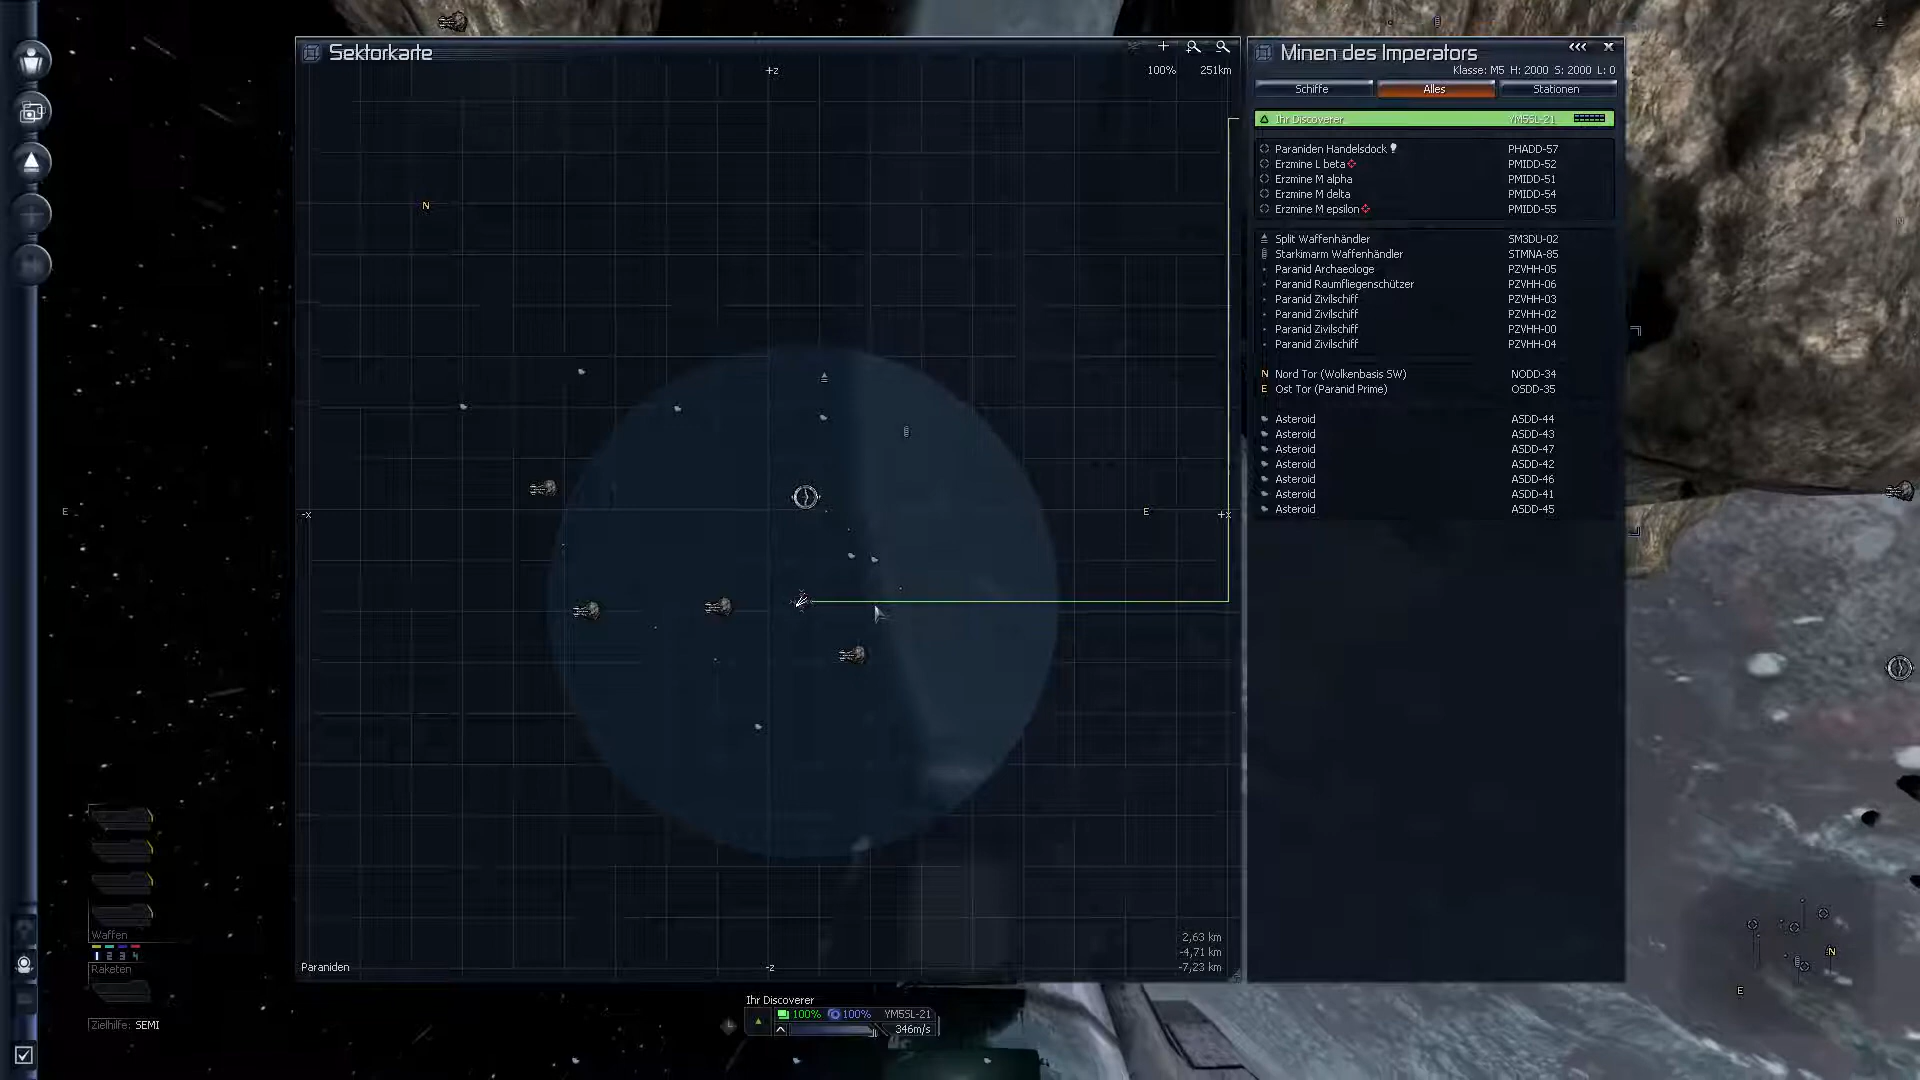 Sektorkarte
100% 251km
+z
N
E
-x
E
+x
2,63 km
-4,71 km
-7,23 km
Paraniden
-z
Minen des Imperators
Klasse: M5 H: 2000 S: 2000 L: 0
Schiffe Alles Stationen
Ihr Discoverer YM5SL-21
Paraniden Handelsdock PHADD-57
Erzmine L beta PMIDD-52
Erzmine M alpha PMIDD-51
Erzmine M delta PMIDD-54
Erzmine M epsilon PMIDD-55
Split Waffenhändler SM3DU-02
Starkimarm Waffenhändler STMNA-85
Paranid Archaeologe PZVHH-05
Paranid Raumfliegenschützer PZVHH-06
Paranid Zivilschiff PZVHH-03
Paranid Zivilschiff PZVHH-02
Paranid Zivilschiff PZVHH-00
Paranid Zivilschiff PZVHH-04
N Nord Tor (Wolkenbasis SW) NODD-34
E Ost Tor (Paranid Prime) OSDD-35
Asteroid ASDD-44
Asteroid ASDD-43
Asteroid ASDD-47
Asteroid ASDD-42
Asteroid ASDD-46
Asteroid ASDD-41
Asteroid ASDD-45
Waffen
1 2 3 4
Raketen
Zielhilfe: SEMI
Ihr Discoverer
100% 100% YM5SL-21
346m/s
N
E